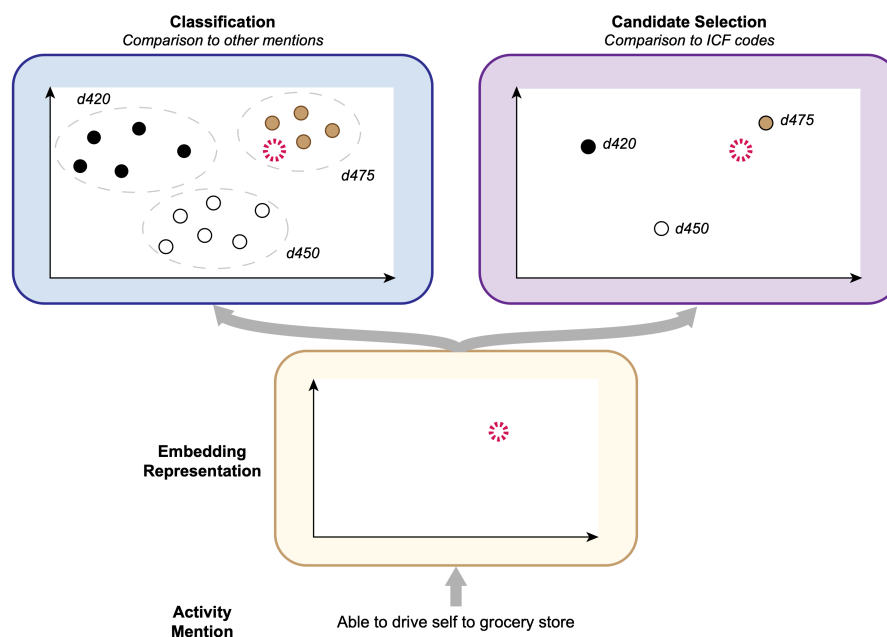 Classification
Comparison to other mentions
d420
d475
d450
Candidate Selection
Comparison to ICF codes
d475
d420
d450
Embedding
Representation
Activity
Mention
Able to drive self to grocery store